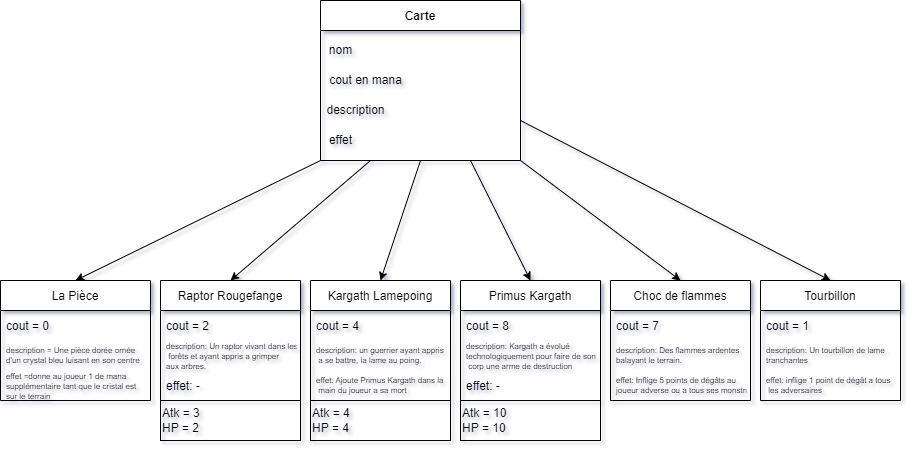 Carte
nom
cout en mana
description
effet
La Pièce
cout = 0
description = Une pièce dorée ornée
d'un crystal bleu luisant en son centre
effet =donne au joueur 1 de mana
supplémentaire tant que le cristal est
sur le terrain
Raptor Rougefange
cout = 2
description: Un raptor vivant dans les
forêts et ayant appris a grimper
aux arbres.
effet: -
Atk = 3
HP = 2
Kargath Lamepoing
cout = 4
description: un guerrier ayant appris
a se battre, la lame au poing.
effet: Ajoute Primus Kargath dans la
main du joueur a sa mort
Atk = 4
HP = 4
Primus Kargath
cout = 8
description: Kargath a évolué
technologiquement pour faire de son
corp une arme de destruction
effet: -
Atk = 10
HP = 10
Choc de flammes
cout = 7
description: Des flammes ardentes
balayant le terrain.
effet: Inflige 5 points de dégâts au
joueur adverse ou a tous ses monstr
Tourbillon
cout = 1
description: Un tourbillon de lame
tranchantes
effet: inflige 1 point de dégât a tous
les adversaires